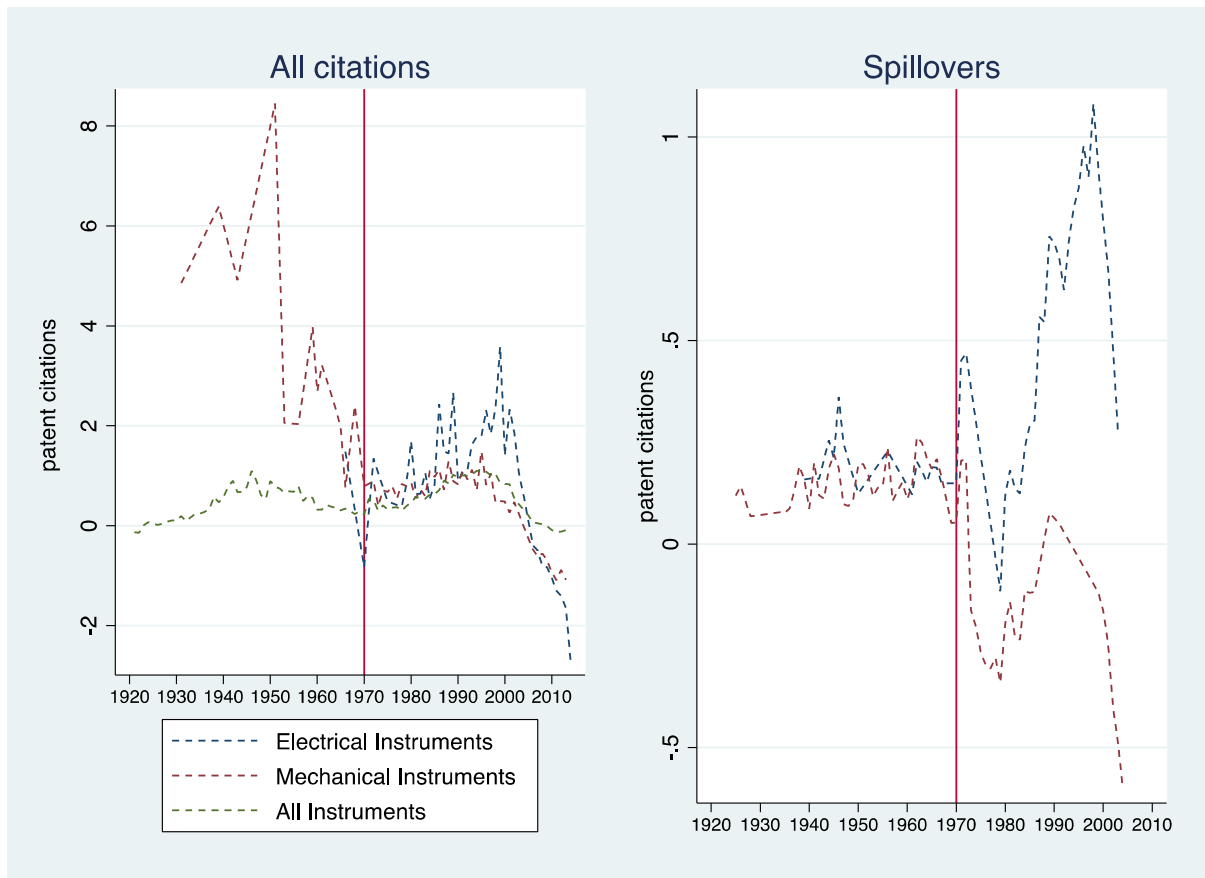 All citations
patent citations
8
6
4
2
0
-2
1920 1930 1940 1950 1960 1970 1980 1990 2000 2010
Electrical Instruments
Mechanical Instruments
All Instruments
Spillovers
patent citations
1
.5
0
-.5
1920 1930 1940 1950 1960 1970 1980 1990 2000 2010